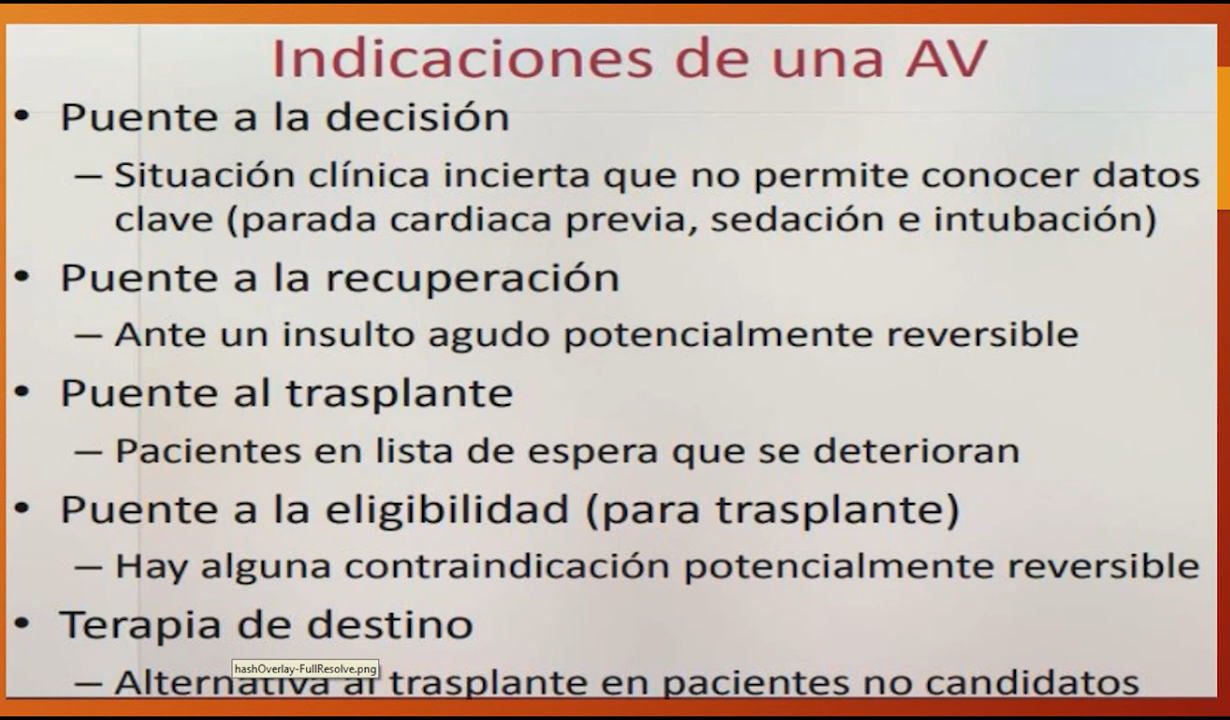 Indicaciones de una AV
• Puente a la decisión
– Situación clínica incierta que no permite conocer datos
clave (parada cardiaca previa, sedación e intubación)
• Puente a la recuperación
– Ante un insulto agudo potencialmente reversible
• Puente al trasplante
– Pacientes en lista de espera que se deterioran
• Puente a la eligibilidad (para trasplante)
– Hay alguna contraindicación potencialmente reversible
• Terapia de destino
hashOverlay-FullResolve.png
– Alternativa al trasplante en pacientes no candidatos